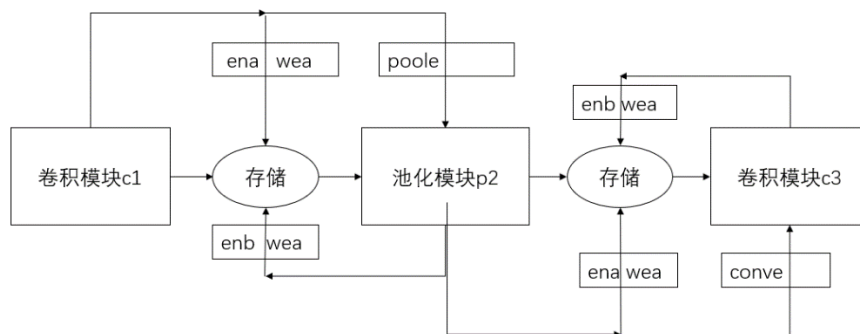 ena wea
poole
enb wea
卷积模块c1
存储
池化模块p2
存储
卷积模块c3
enb wea
ena wea
conve